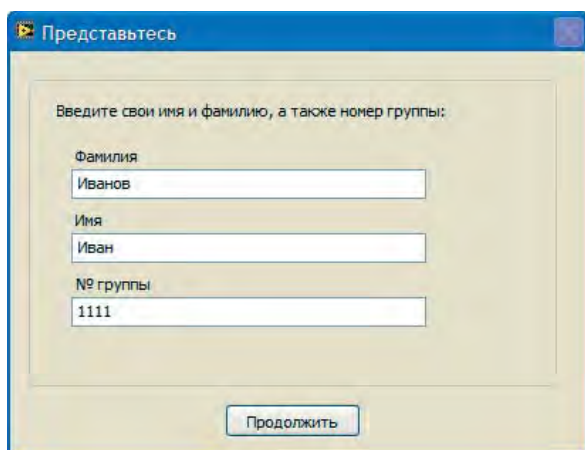 Представьтесь
Введите свои имя и фамилию, а также номер группы:
Фамилия
Иванов
Имя
Иван
№ группы
1111
Продолжить